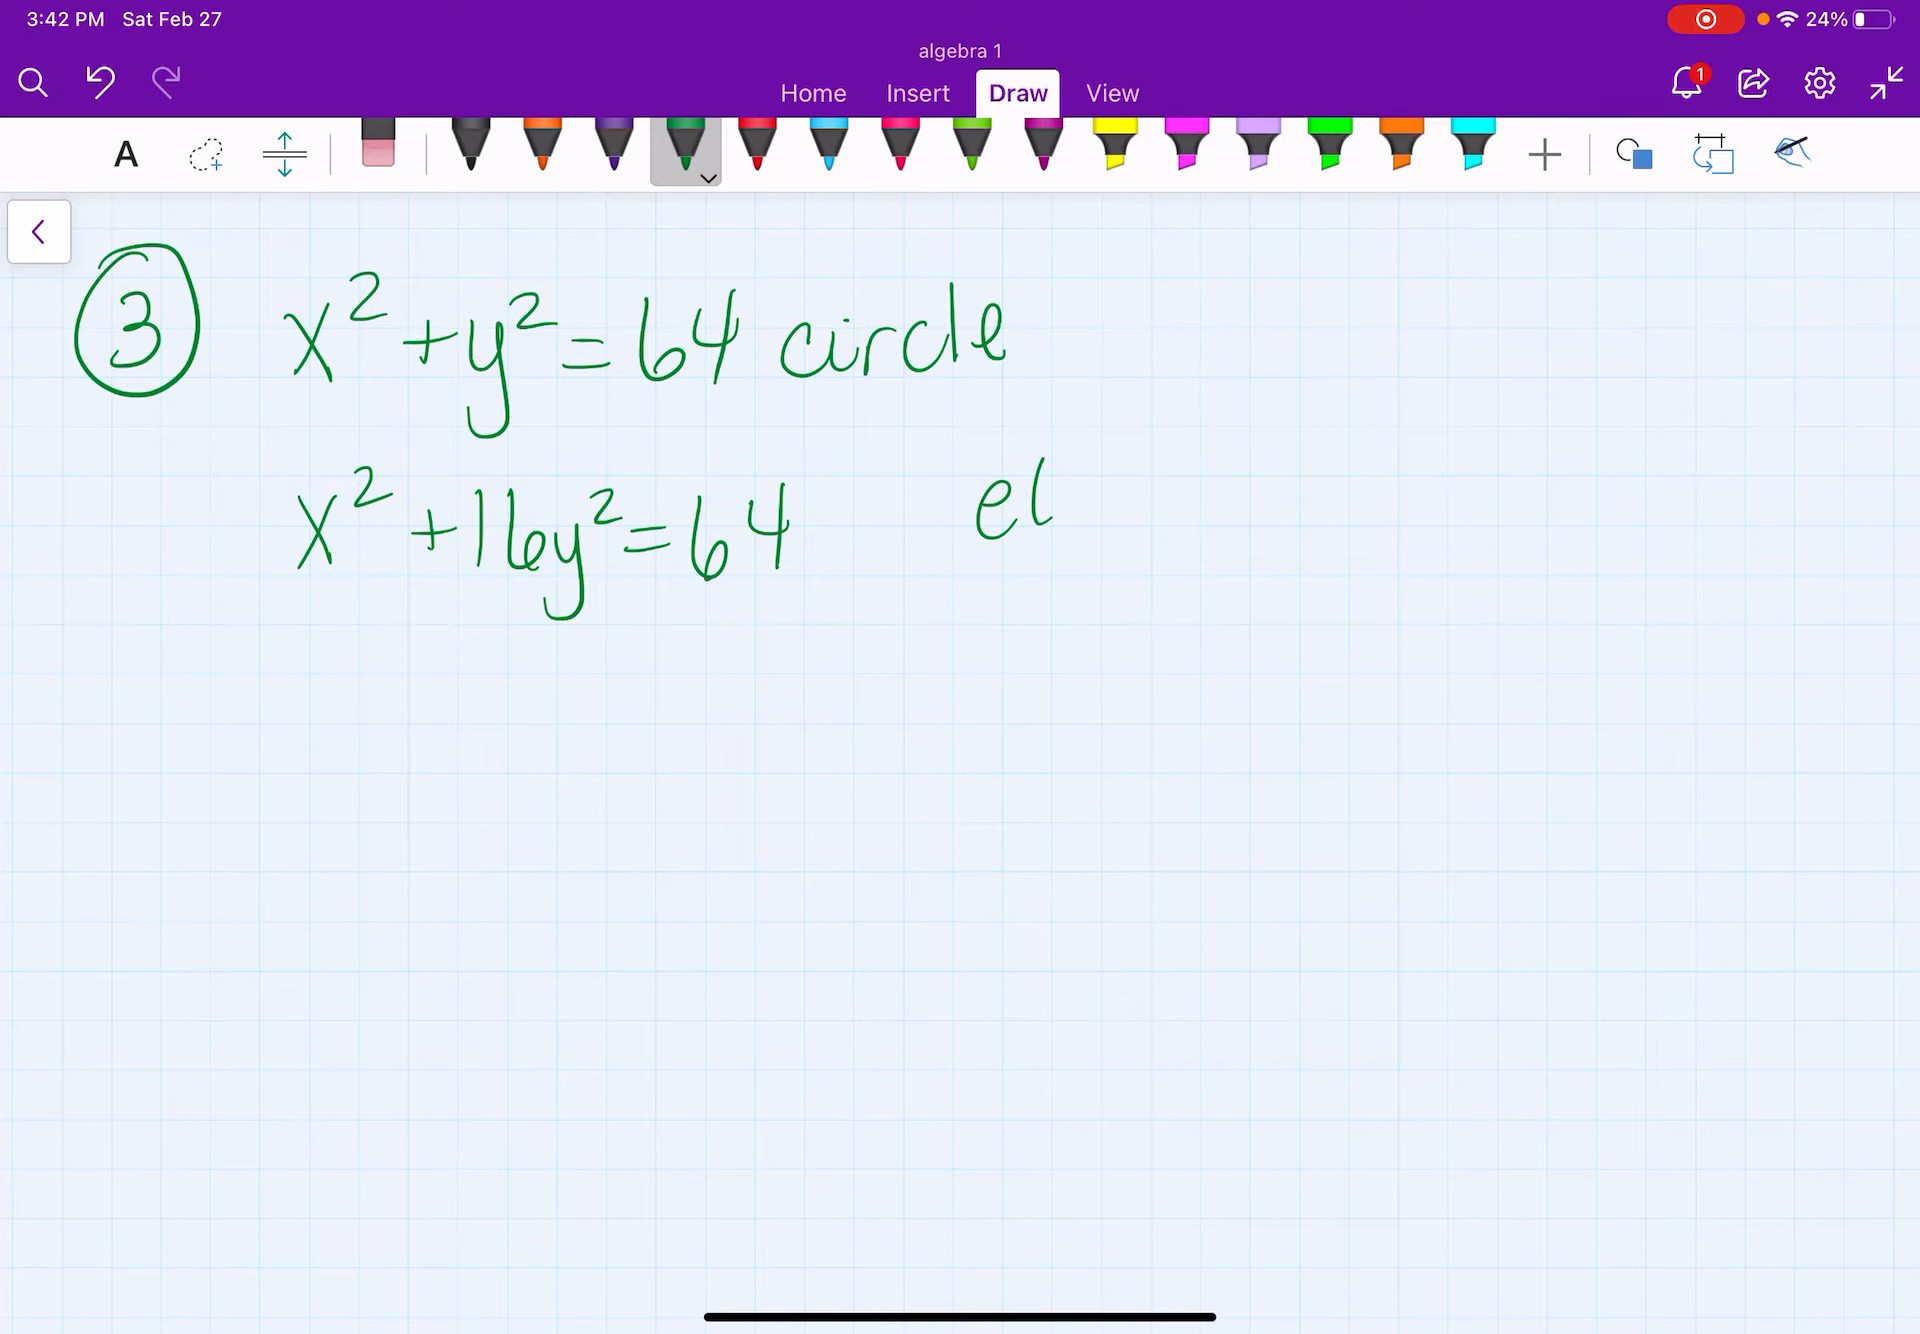 3:42 PM Sat Feb 27
24%
algebra 1
1
Home Insert Draw View
A
③ x² + y² = 64 circle
x² + 16y² = 64 el